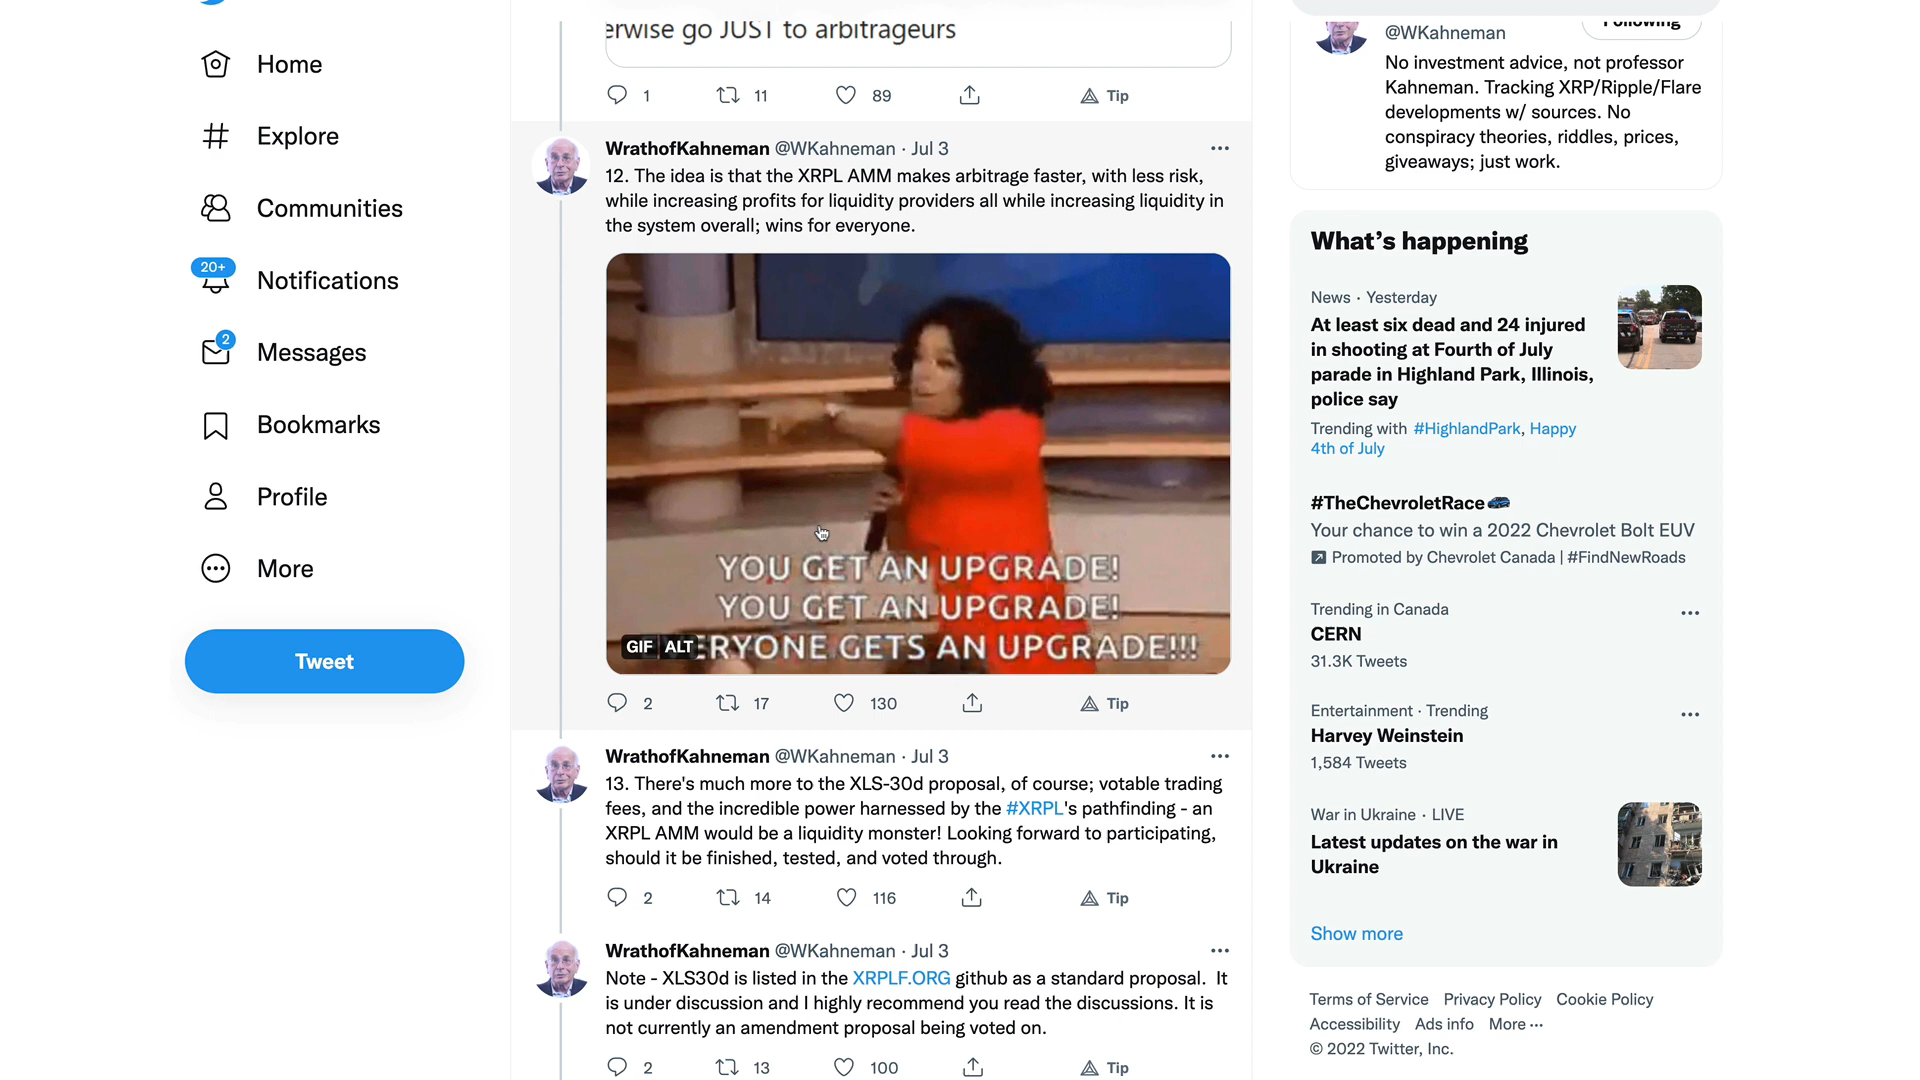 Home
Explore
Communities
20+
Notifications
2
Messages
Bookmarks
Profile
More
Tweet
erwise go JUST to arbitrageurs
1 11 89 Tip
WrathofKahneman @WKahneman · Jul 3
12. The idea is that the XRPL AMM makes arbitrage faster, with less risk,
while increasing profits for liquidity providers all while increasing liquidity in
the system overall; wins for everyone.
YOU GET AN UPGRADE!
YOU GET AN UPGRADE!
GIF ALT ERYONE GETS AN UPGRADE!!!
2 17 130 Tip
WrathofKahneman @WKahneman · Jul 3
13. There's much more to the XLS-30d proposal, of course; votable trading
fees, and the incredible power harnessed by the #XRPL's pathfinding - an
XRPL AMM would be a liquidity monster! Looking forward to participating,
should it be finished, tested, and voted through.
2 14 116 Tip
WrathofKahneman @WKahneman · Jul 3
Note - XLS30d is listed in the XRPLF.ORG github as a standard proposal. It
is under discussion and I highly recommend you read the discussions. It is
not currently an amendment proposal being voted on.
2 13 100 Tip
Following
@WKahneman
No investment advice, not professor
Kahneman. Tracking XRP/Ripple/Flare
developments w/ sources. No
conspiracy theories, riddles, prices,
giveaways; just work.
What's happening
News · Yesterday
At least six dead and 24 injured
in shooting at Fourth of July
parade in Highland Park, Illinois,
police say
Trending with #HighlandPark, Happy
4th of July
#TheChevroletRace
Your chance to win a 2022 Chevrolet Bolt EUV
Promoted by Chevrolet Canada | #FindNewRoads
Trending in Canada
CERN
31.3K Tweets
Entertainment · Trending
Harvey Weinstein
1,584 Tweets
War in Ukraine · LIVE
Latest updates on the war in
Ukraine
Show more
Terms of Service Privacy Policy Cookie Policy
Accessibility Ads info More ···
© 2022 Twitter, Inc.